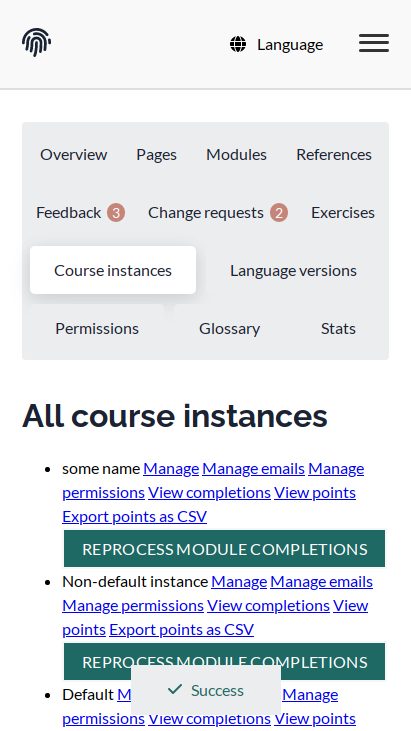 Language
Overview Pages Modules References
Feedback 3 Change requests 2 Exercises
Course instances Language versions
Permissions Glossary Stats
All course instances
some name Manage Manage emails Manage
permissions View completions View points
Export points as CSV
REPROCESS MODULE COMPLETIONS
Non-default instance Manage Manage emails
Manage permissions View completions View
points Export points as CSV
REPROCESS MODULE COMPLETIONS
Default Manage
Success
permissions View completions View points